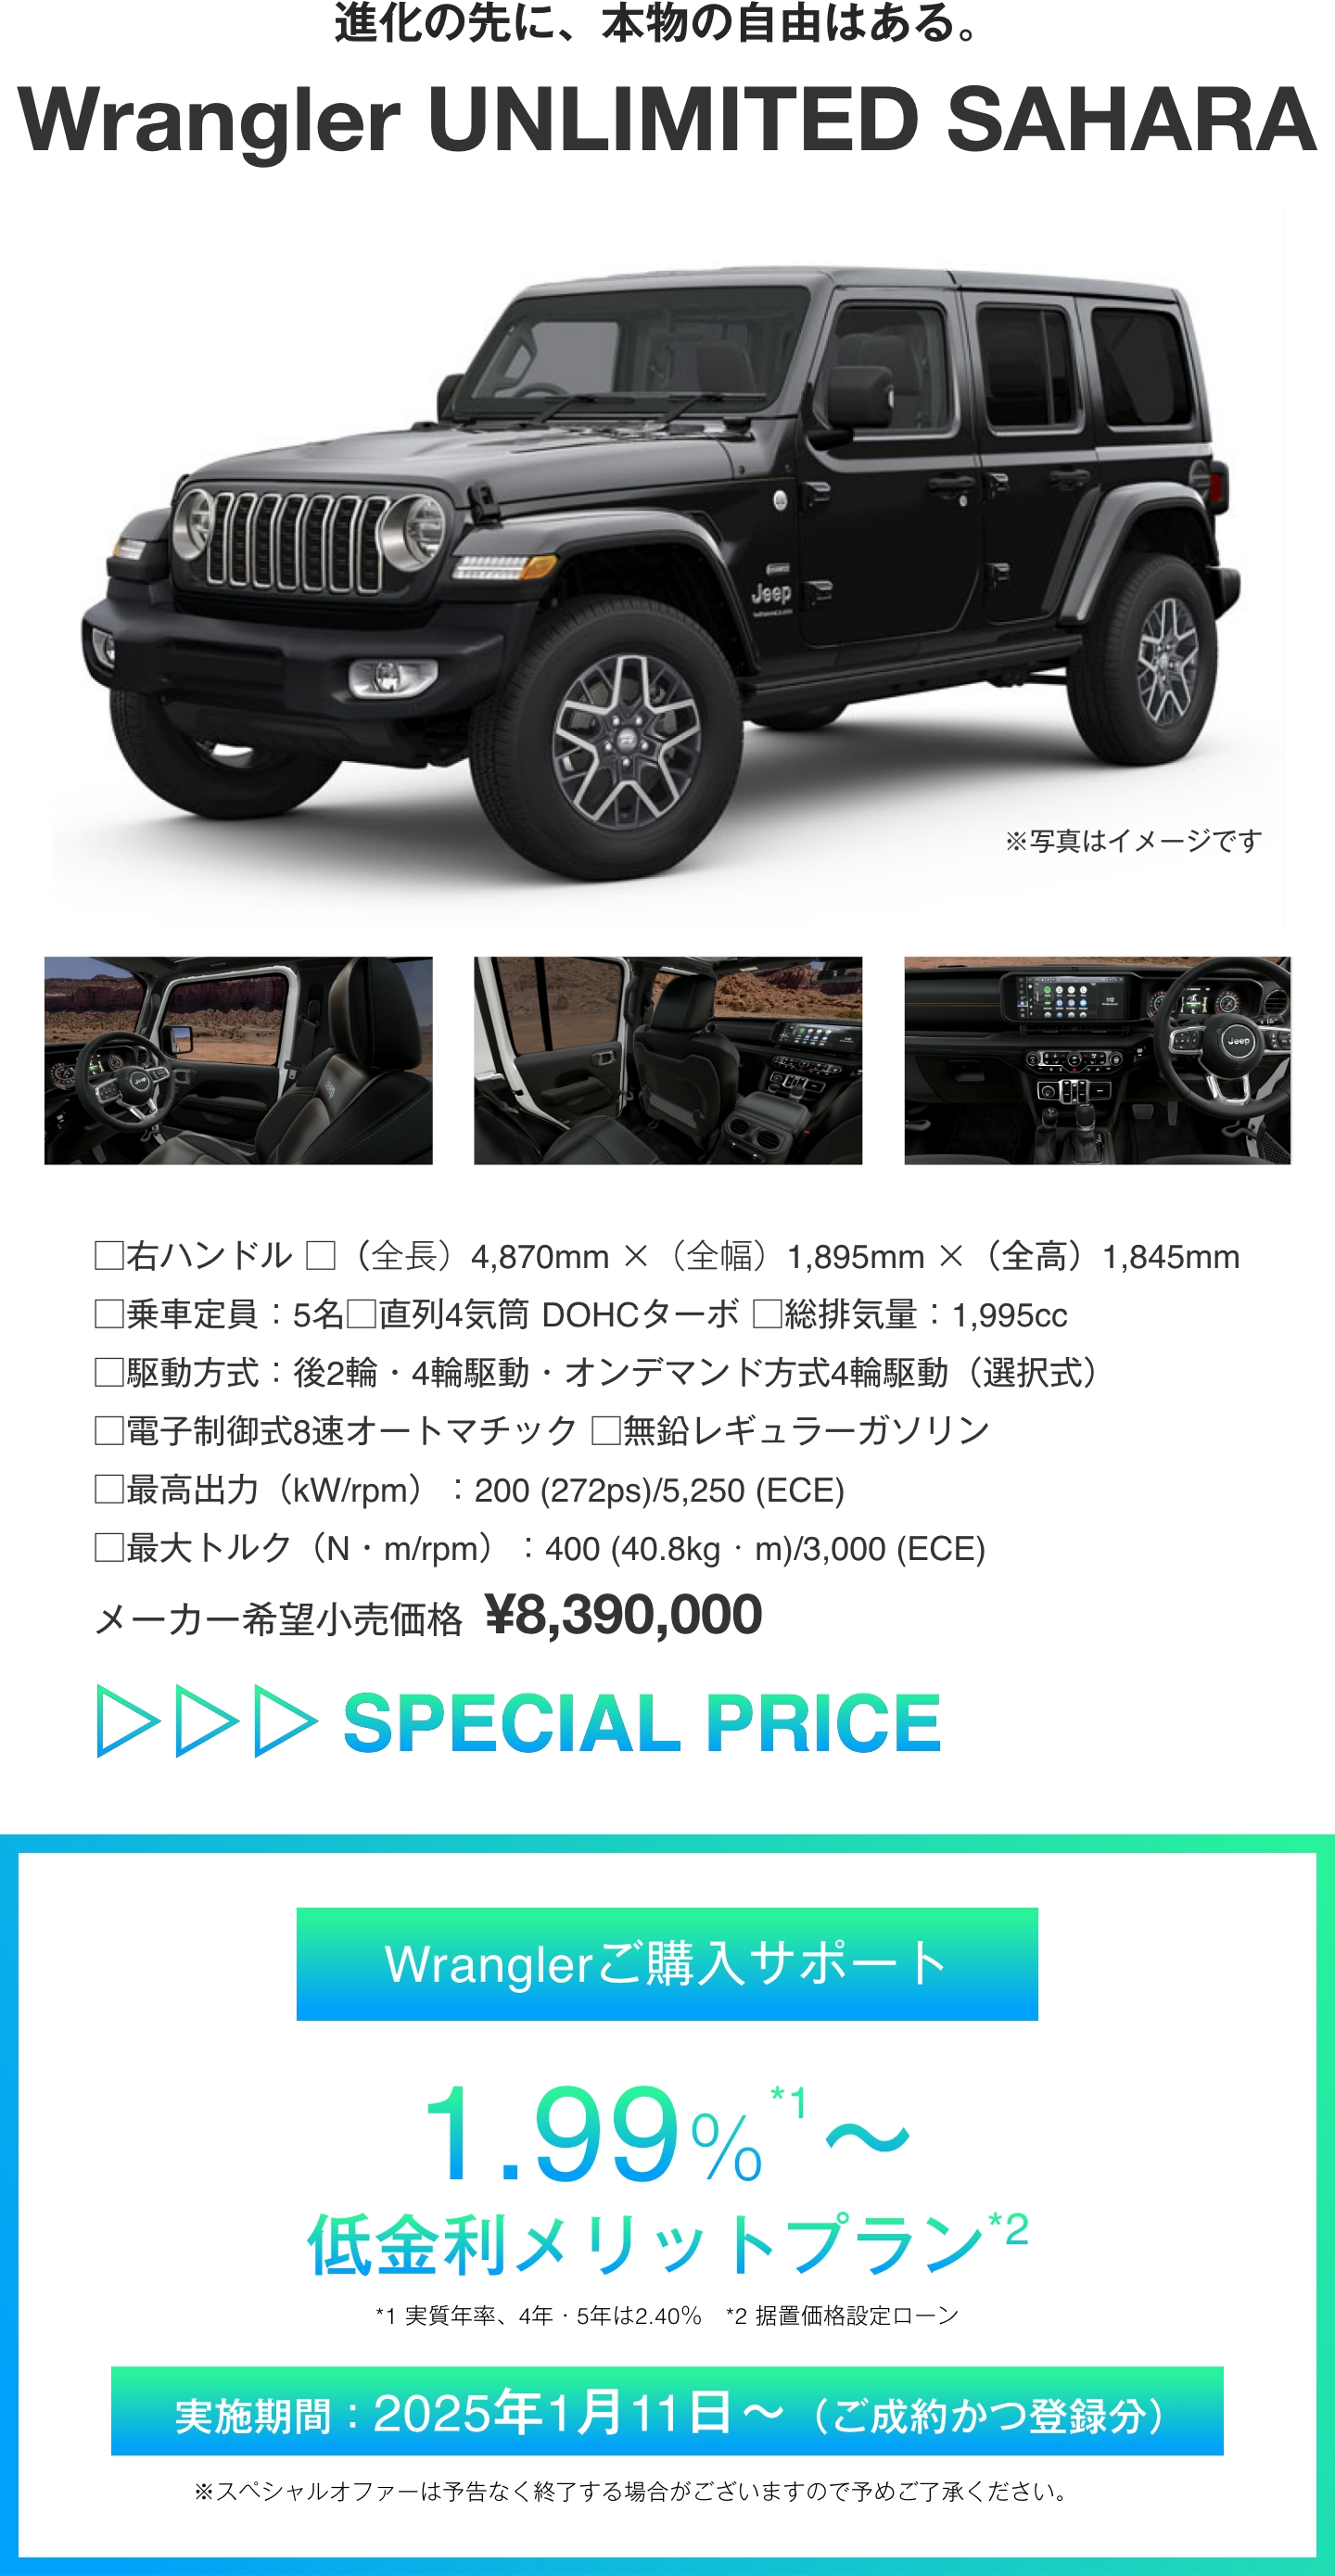 進化の先に、本物の自由はある。
Wrangler UNLIMITED SAHARA
Jeep
※写真はイメージです
Jeep
Jeep
□右ハンドル □（全長）4,870mm ×（全幅）1,895mm ×（全高）1,845mm
□乗車定員：5名□直列4気筒 DOHCターボ □総排気量：1,995cc
□駆動方式：後2輪・4輪駆動・オンデマンド方式4輪駆動（選択式）
□電子制御式8速オートマチック □無鉛レギュラーガソリン
□最高出力（kW/rpm）：200 (272ps)/5,250 (ECE)
□最大トルク（N・m/rpm）：400 (40.8kg・m)/3,000 (ECE)
メーカー希望小売価格 ¥8,390,000
▷▷▷ SPECIAL PRICE
Wranglerご購入サポート
1.99%*1〜
低金利メリットプラン*2
*1 実質年率、4年・5年は2.40％　*2 据置価格設定ローン
実施期間：2025年1月11日〜（ご成約かつ登録分）
※スペシャルオファーは予告なく終了する場合がございますので予めご了承ください。